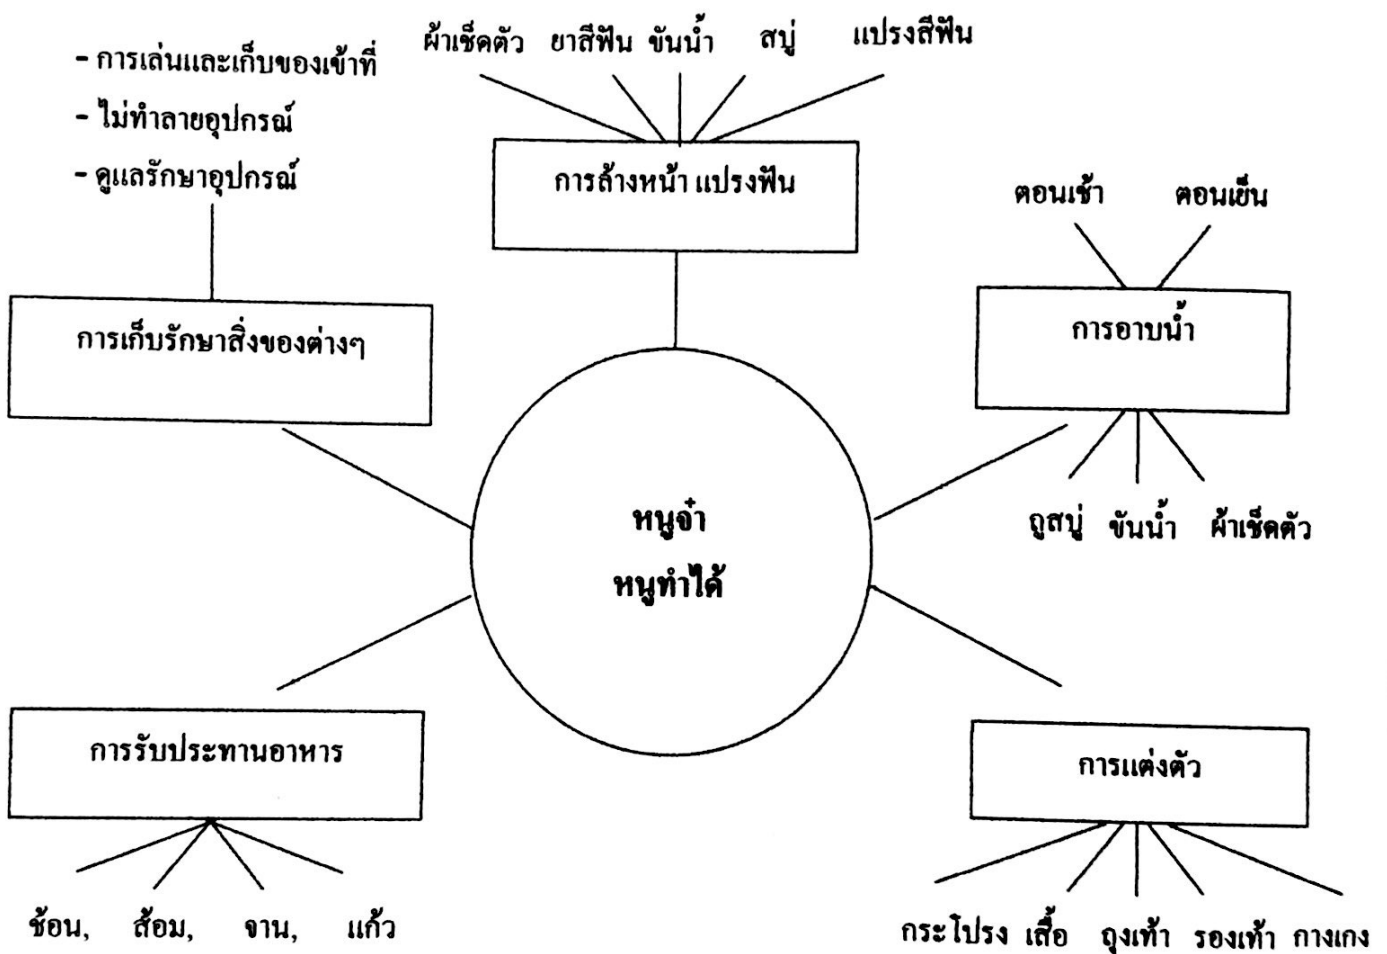 ผ้าเช็ดตัว ยาสีฟัน ขันน้ำ สบู่ แปรงสีฟัน
- การเล่นและเก็บของเข้าที่
- ไม่ทำลายอุปกรณ์
- ดูแลรักษาอุปกรณ์
การล้างหน้า แปรงฟัน
ตอนเช้า ตอนเย็น
การเก็บรักษาสิ่งของต่างๆ
การอาบน้ำ
หนูจ๋า
หนูทำได้
ถูสบู่ ขันน้ำ ผ้าเช็ดตัว
การรับประทานอาหาร
การแต่งตัว
ช้อน, ส้อม, จาน, แก้ว
กระโปรง เสื้อ ถุงเท้า รองเท้า กางเกง